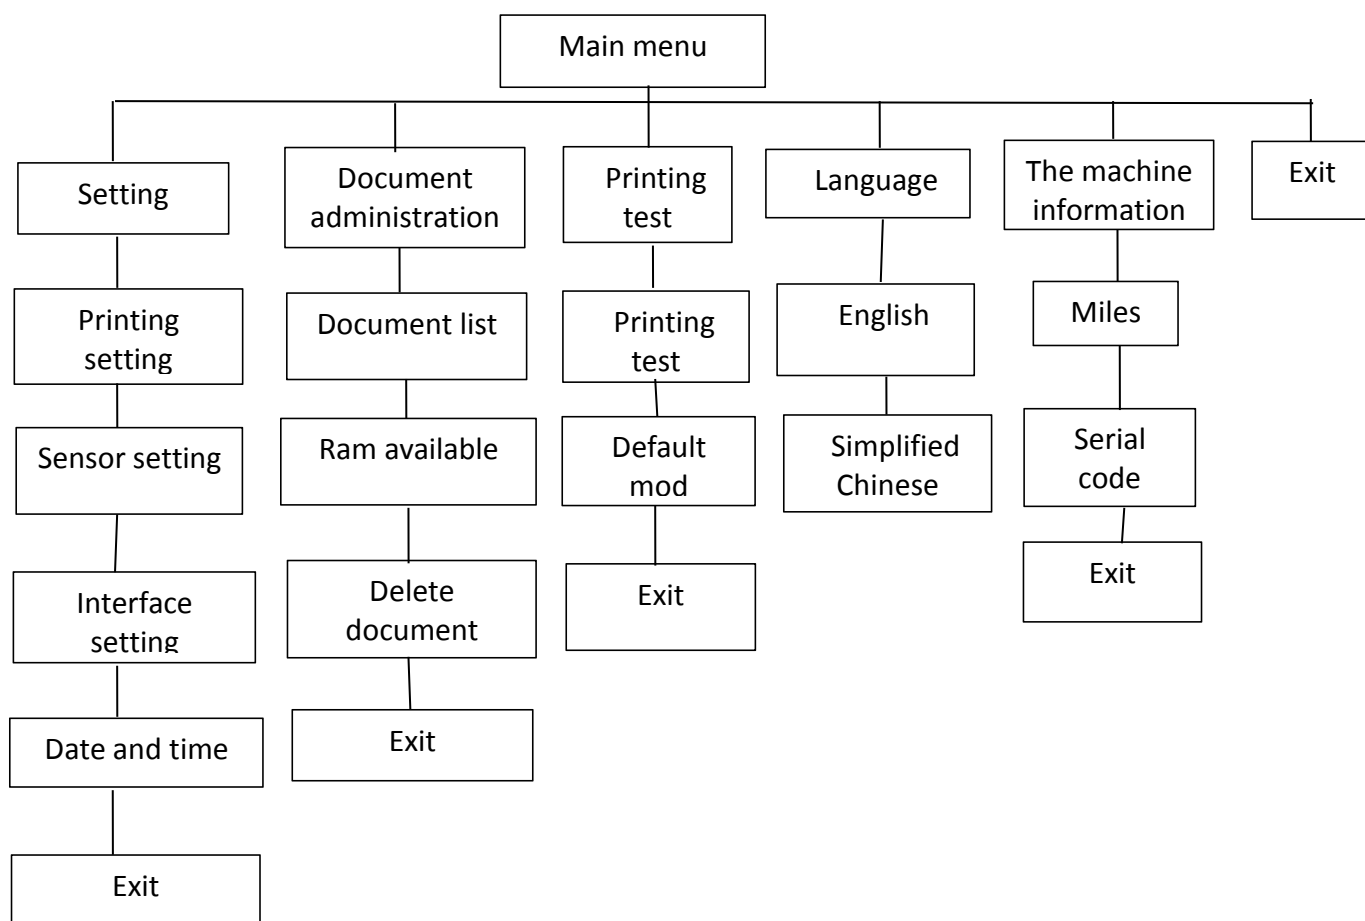 Main menu
Setting
Document
administration
Printing
test
Language
The machine
information
Exit
Printing
setting
Document list
Printing
test
English
Miles
Sensor setting
Ram available
Default
mod
Simplified
Chinese
Serial
code
Interface
setting
Delete
document
Exit
Exit
Date and time
Exit
Exit